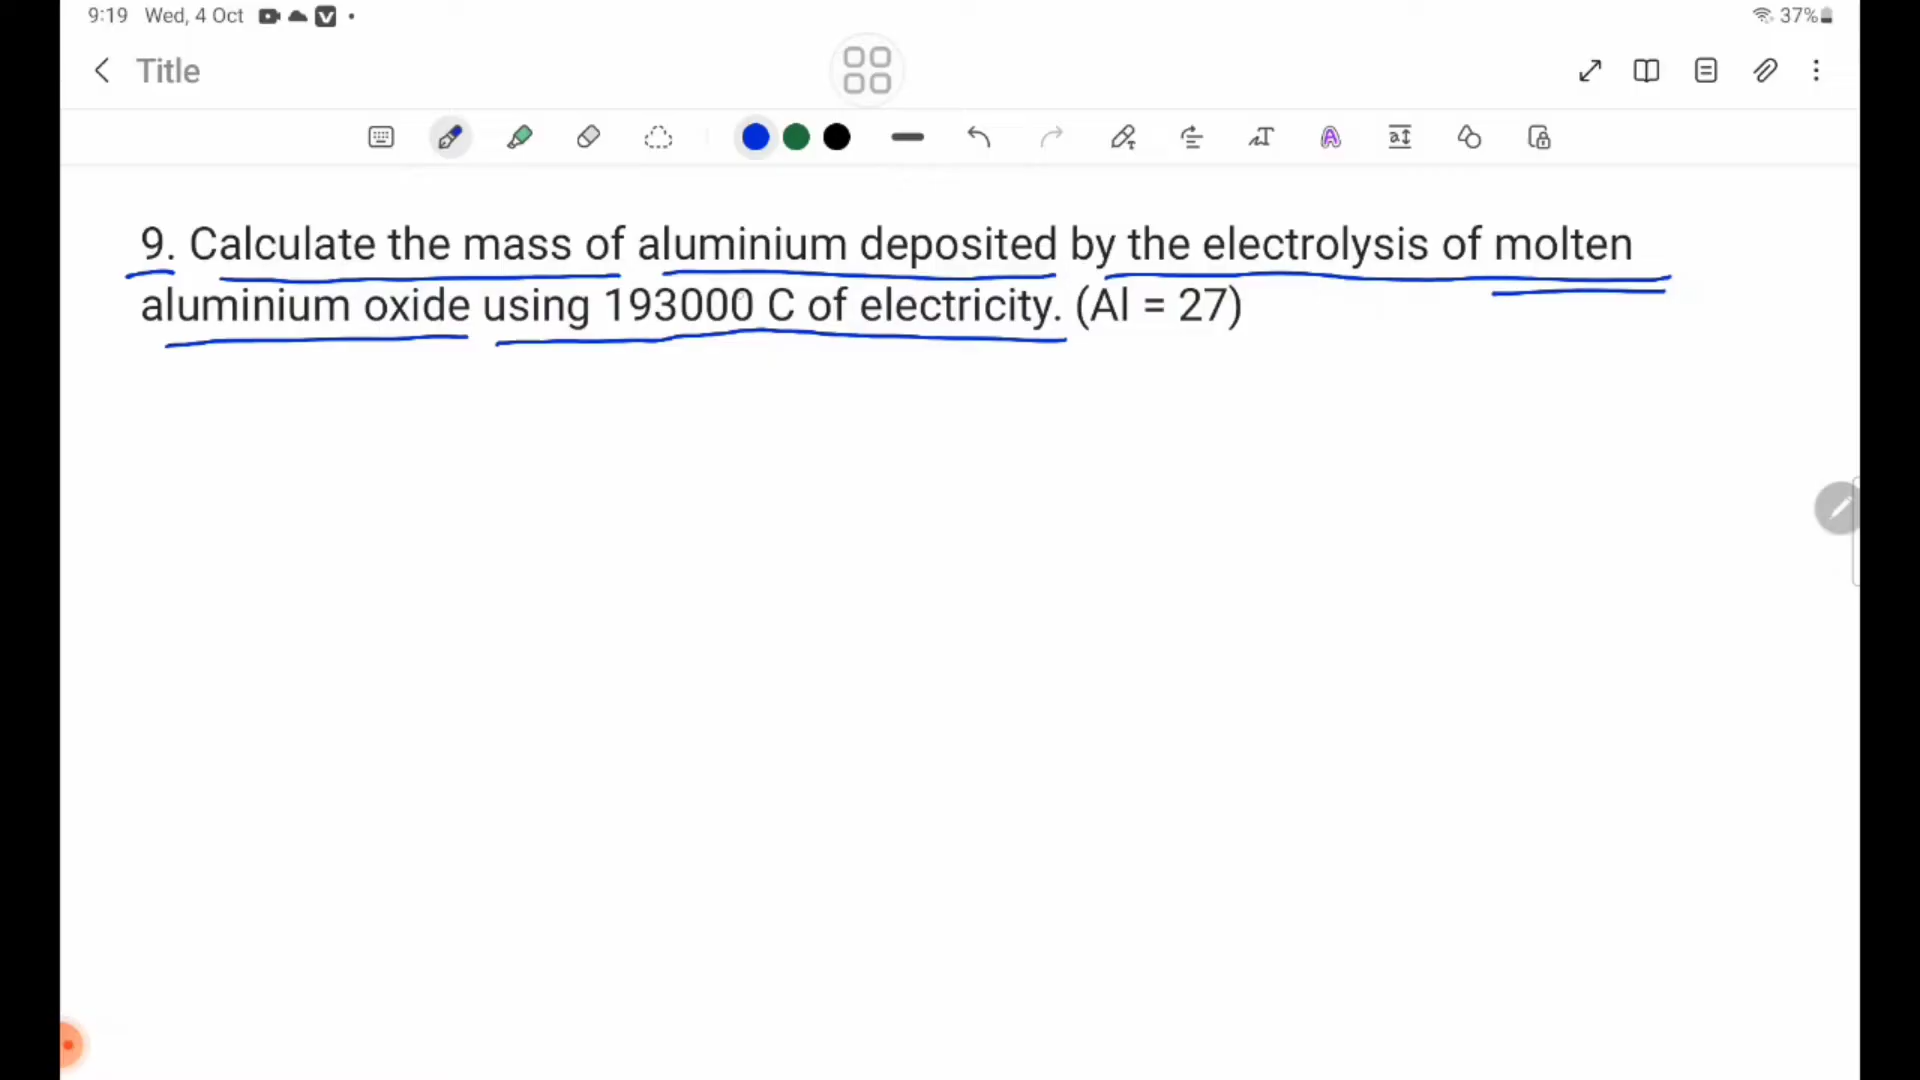 9:19 Wed, 4 Oct
37%
Title
9. Calculate the mass of aluminium deposited by the electrolysis of molten
aluminium oxide using 193000 C of electricity. (Al = 27)